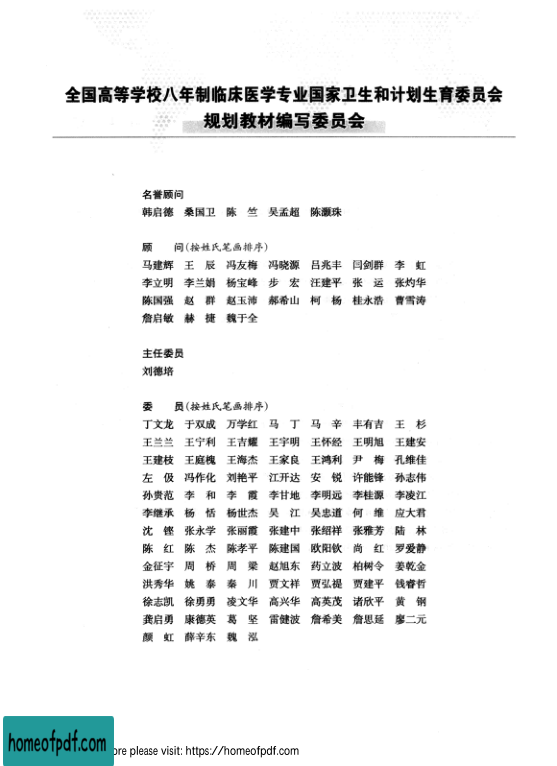 全国高等学校八年制临床医学专业国家卫生和计划生育委员会
规划教材编写委员会
名誉顾问
韩启德 桑国卫 陈 竺 吴孟超 陈灏珠
顾 问(按姓氏笔画排序)
马建辉 王 辰 冯友梅 冯晓源 吕兆丰 闫剑群 李 虹
李立明 李兰娟 杨宝峰 步 宏 汪建平 张 运 张灼华
陈国强 赵 群 赵玉沛 郝希山 柯 杨 桂永浩 曹雪涛
詹启敏 赫 捷 魏于全
主任委员
刘德培
委 员(按姓氏笔画排序)
丁文龙 于双成 万学红 马 丁 马 辛 丰有吉 王 杉
王兰兰 王宁利 王吉耀 王宇明 王怀经 王明旭 王建安
王建枝 王庭槐 王海杰 王家良 王鸿利 尹 梅 孔维佳
左 伋 冯作化 刘艳平 江开达 安 锐 许能锋 孙志伟
孙贵范 李 和 李 霞 李甘地 李明远 李桂源 李凌江
李继承 杨 恬 杨世杰 吴 江 吴忠道 何 维 应大君
沈 铿 张永学 张丽霞 张建中 张绍祥 张雅芳 陆 林
陈 红 陈 杰 陈孝平 陈建国 欧阳钦 尚 红 罗爱静
金征宇 周 桥 周 梁 赵旭东 药立波 柏树令 姜乾金
洪秀华 姚 泰 秦 川 贾文祥 贾弘禔 贾建平 钱睿哲
徐志凯 徐勇勇 凌文华 高兴华 高英茂 诸欣平 黄 钢
龚启勇 康德英 葛 坚 雷健波 詹希美 詹思延 廖二元
颜 虹 薛辛东 魏 泓
homeofpdf.com
ore please visit: https://homeofpdf.com